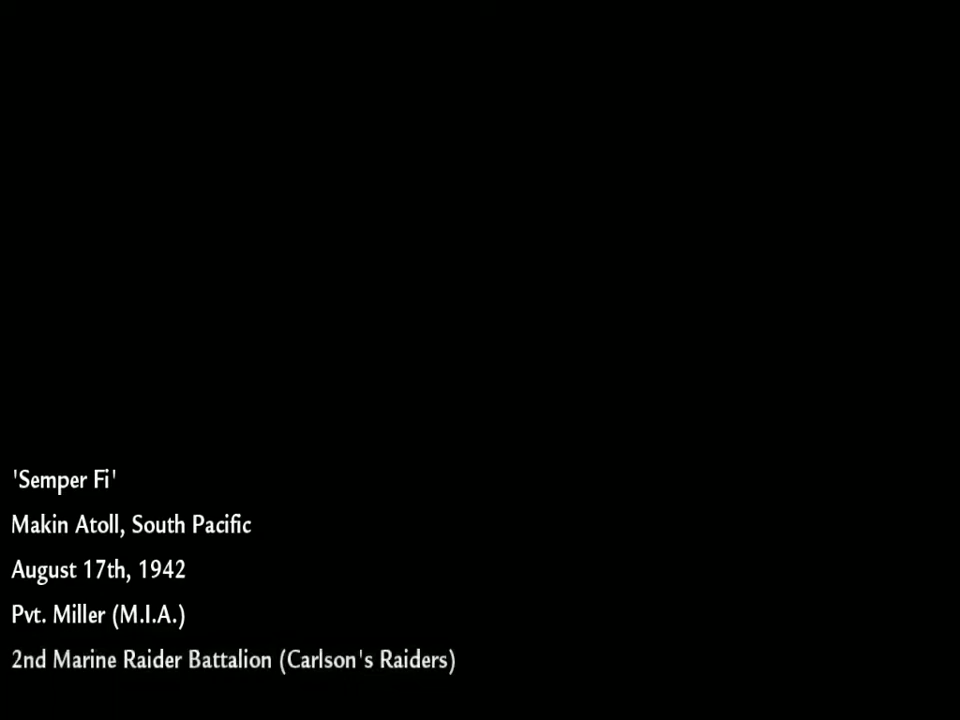 'Semper Fi'
Makin Atoll, South Pacific
August 17th, 1942
Pvt. Miller (M.I.A.)
2nd Marine Raider Battalion (Carlson's Raiders)